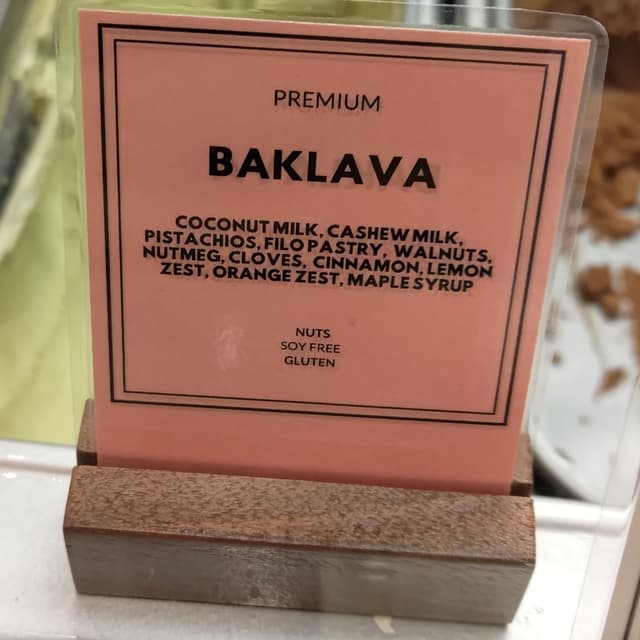 PREMIUM
BAKLAVA
COCONUT MILK, CASHEW MILK,
PISTACHIOS, FILO PASTRY, WALNUTS,
NUTMEG, CLOVES, CINNAMON, LEMON
ZEST, ORANGE ZEST, MAPLE SYRUP
NUTS
SOY FREE
GLUTEN